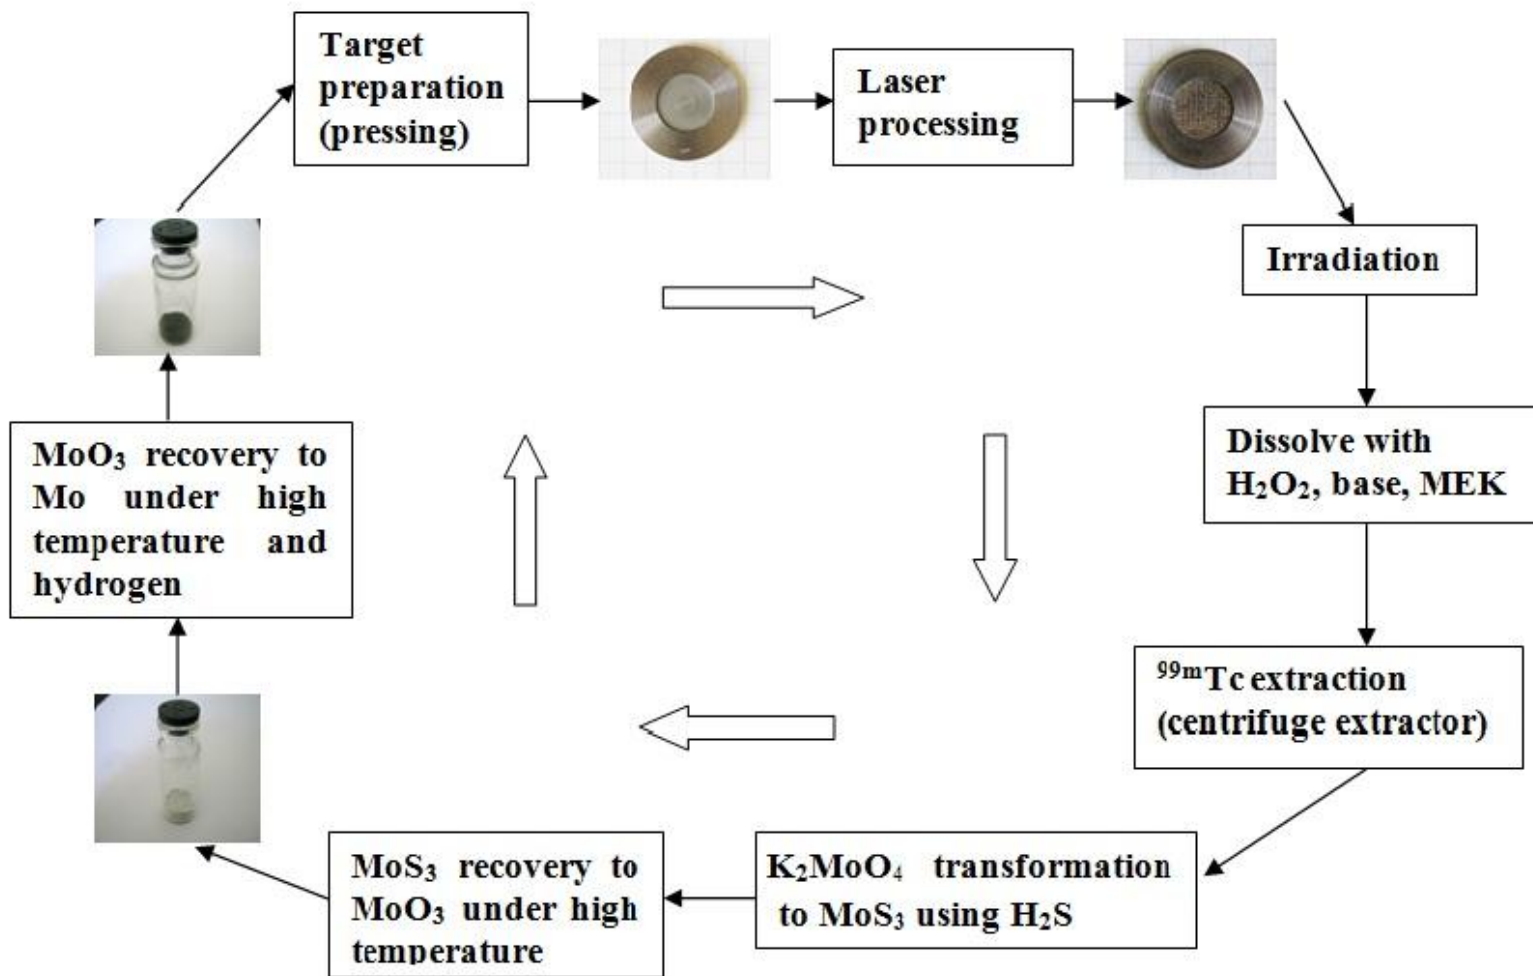 Target
preparation
(pressing)
Laser
processing
Irradiation
Dissolve with
H₂O₂, base, MEK
⁹⁹ᵐTc extraction
(centrifuge extractor)
K₂MoO₄ transformation
to MoS₃ using H₂S
MoS₃ recovery to
MoO₃ under high
temperature
MoO₃ recovery to
Mo under high
temperature and
hydrogen